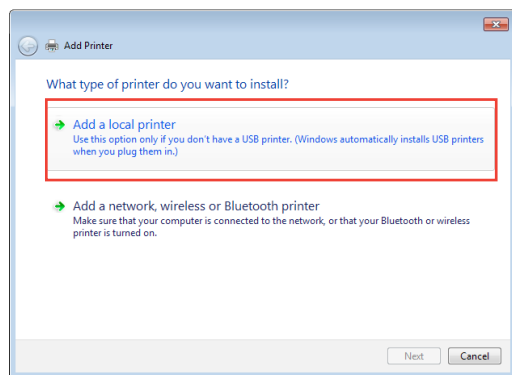 Add Printer
What type of printer do you want to install?
Add a local printer
Use this option only if you don't have a USB printer. (Windows automatically installs USB printers
when you plug them in.)
Add a network, wireless or Bluetooth printer
Make sure that your computer is connected to the network, or that your Bluetooth or wireless
printer is turned on.
Next Cancel